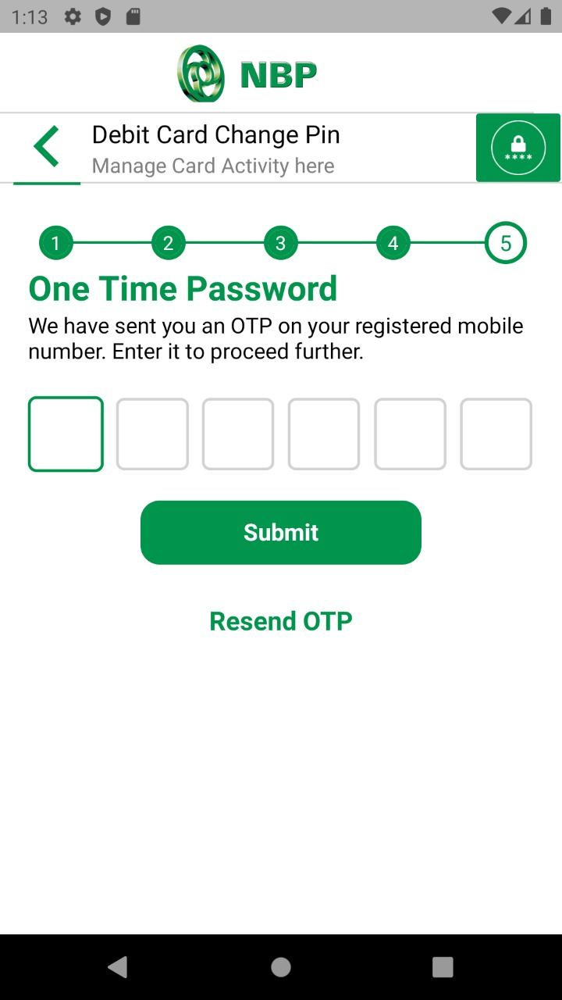 1:13
NBP
Debit Card Change Pin
Manage Card Activity here
****
1 2 3 4 5
One Time Password
We have sent you an OTP on your registered mobile
number. Enter it to proceed further.
Submit
Resend OTP